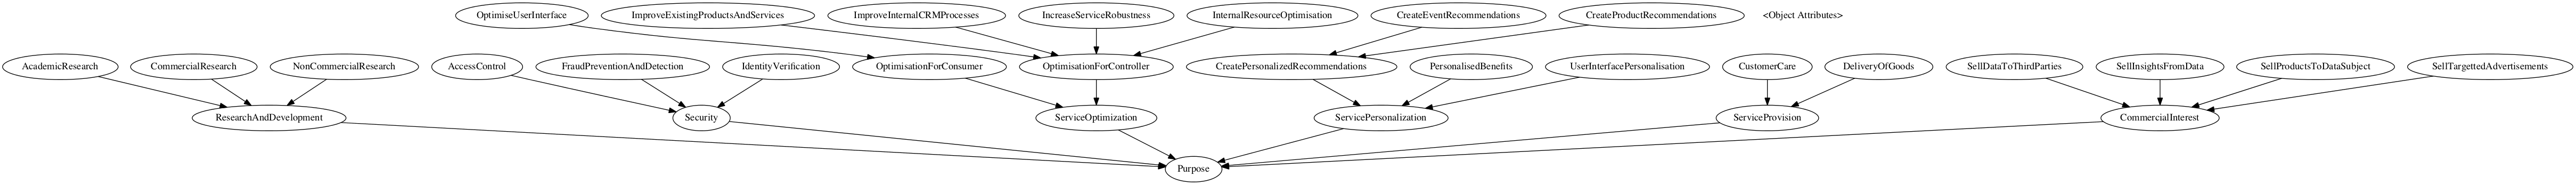 OptimiseUserInterface
ImproveExistingProductsAndServices
ImproveInternalCRMProcesses
IncreaseServiceRobustness
InternalResourceOptimisation
CreateEventRecommendations
CreateProductRecommendations
<Object Attributes>
AcademicResearch
CommercialResearch
NonCommercialResearch
AccessControl
FraudPreventionAndDetection
IdentityVerification
OptimisationForConsumer
OptimisationForController
CreatePersonalizedRecommendations
PersonalisedBenefits
UserInterfacePersonalisation
CustomerCare
DeliveryOfGoods
SellDataToThirdParties
SellInsightsFromData
SellProductsToDataSubject
SellTargettedAdvertisements
ResearchAndDevelopment
Security
ServiceOptimization
ServicePersonalization
ServiceProvision
CommercialInterest
Purpose